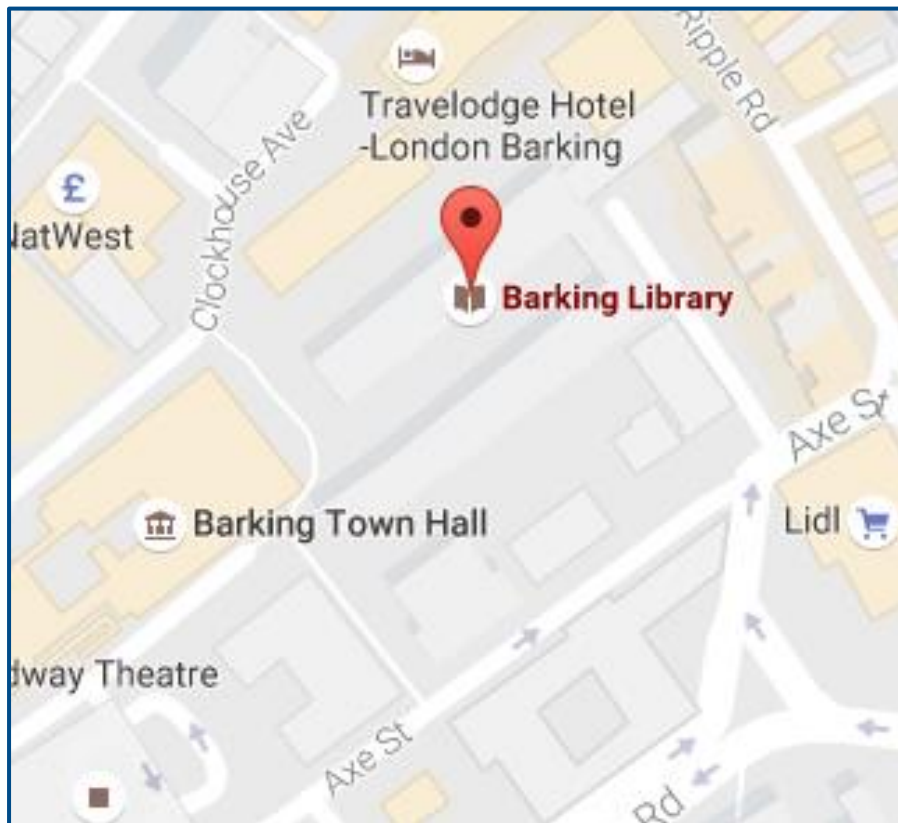 Ripple Rd
Travelodge Hotel
-London Barking
Clockhouse Ave
£
NatWest
Barking Library
Axe St
Barking Town Hall
Lidl
dway Theatre
Axe St
Rd